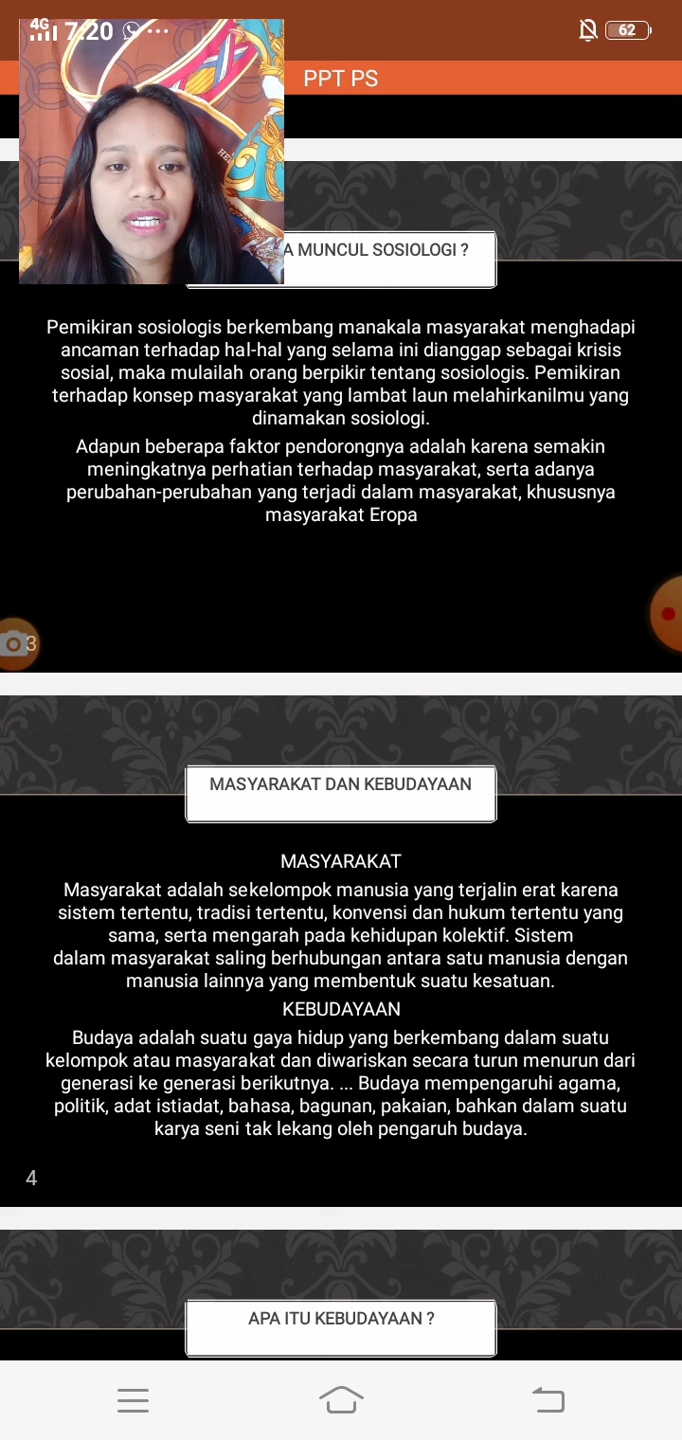 4G 7:20
62
PPT PS
A MUNCUL SOSIOLOGI ?
Pemikiran sosiologis berkembang manakala masyarakat menghadapi
ancaman terhadap hal-hal yang selama ini dianggap sebagai krisis
sosial, maka mulailah orang berpikir tentang sosiologis. Pemikiran
terhadap konsep masyarakat yang lambat laun melahirkanilmu yang
dinamakan sosiologi.
Adapun beberapa faktor pendorongnya adalah karena semakin
meningkatnya perhatian terhadap masyarakat, serta adanya
perubahan-perubahan yang terjadi dalam masyarakat, khususnya
masyarakat Eropa
3
MASYARAKAT DAN KEBUDAYAAN
MASYARAKAT
Masyarakat adalah sekelompok manusia yang terjalin erat karena
sistem tertentu, tradisi tertentu, konvensi dan hukum tertentu yang
sama, serta mengarah pada kehidupan kolektif. Sistem
dalam masyarakat saling berhubungan antara satu manusia dengan
manusia lainnya yang membentuk suatu kesatuan.
KEBUDAYAAN
Budaya adalah suatu gaya hidup yang berkembang dalam suatu
kelompok atau masyarakat dan diwariskan secara turun menurun dari
generasi ke generasi berikutnya. ... Budaya mempengaruhi agama,
politik, adat istiadat, bahasa, bagunan, pakaian, bahkan dalam suatu
karya seni tak lekang oleh pengaruh budaya.
4
APA ITU KEBUDAYAAN ?